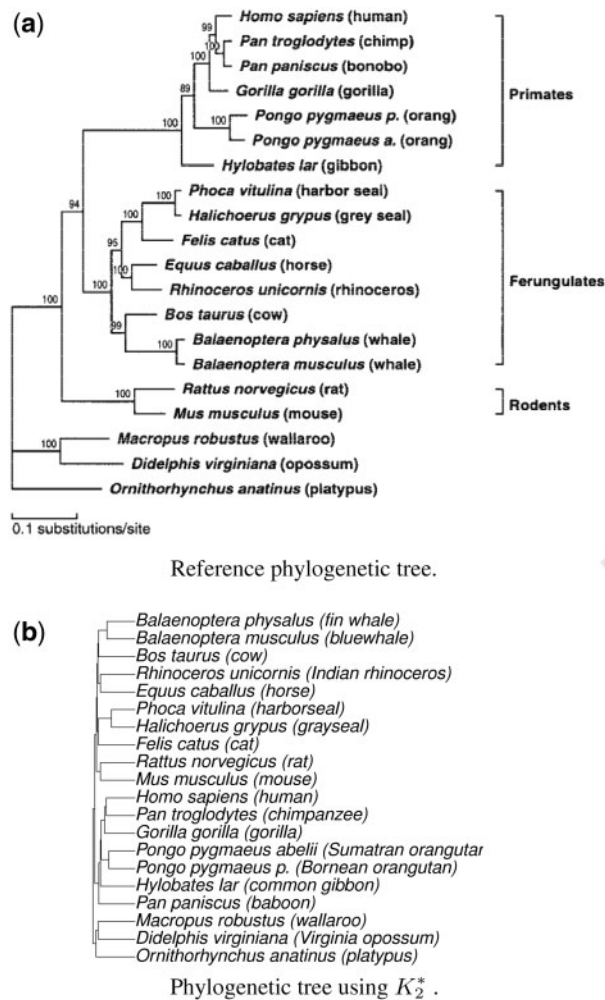 (a)
Homo sapiens (human)
99
Pan troglodytes (chimp)
100
Pan paniscus (bonobo)
100
89
Gorilla gorilla (gorilla)
Primates
Pongo pygmaeus p. (orang)
100
100
Pongo pygmaeus a. (orang)
Hylobates lar (gibbon)
Phoca vitulina (harbor seal)
100
94
100
Halichoerus grypus (grey seal)
95
Felis catus (cat)
Equus caballus (horse)
100
100
Rhinoceros unicornis (rhinoceros)
Ferungulates
100
Bos taurus (cow)
99
Balaenoptera physalus (whale)
100
Balaenoptera musculus (whale)
Rattus norvegicus (rat)
100
Mus musculus (mouse)
Rodents
Macropus robustus (wallaroo)
100
Didelphis virginiana (opossum)
Ornithorhynchus anatinus (platypus)
0.1 substitutions/site
Reference phylogenetic tree.
(b)
Balaenoptera physalus (fin whale)
Balaenoptera musculus (bluewhale)
Bos taurus (cow)
Rhinoceros unicornis (Indian rhinoceros)
Equus caballus (horse)
Phoca vitulina (harborseal)
Halichoerus grypus (grayseal)
Felis catus (cat)
Rattus norvegicus (rat)
Mus musculus (mouse)
Homo sapiens (human)
Pan troglodytes (chimpanzee)
Gorilla gorilla (gorilla)
Pongo pygmaeus abelii (Sumatran orangutar
Pongo pygmaeus p. (Bornean orangutan)
Hylobates lar (common gibbon)
Pan paniscus (baboon)
Macropus robustus (wallaroo)
Didelphis virginiana (Virginia opossum)
Ornithorhynchus anatinus (platypus)
Phylogenetic tree using K₂* .